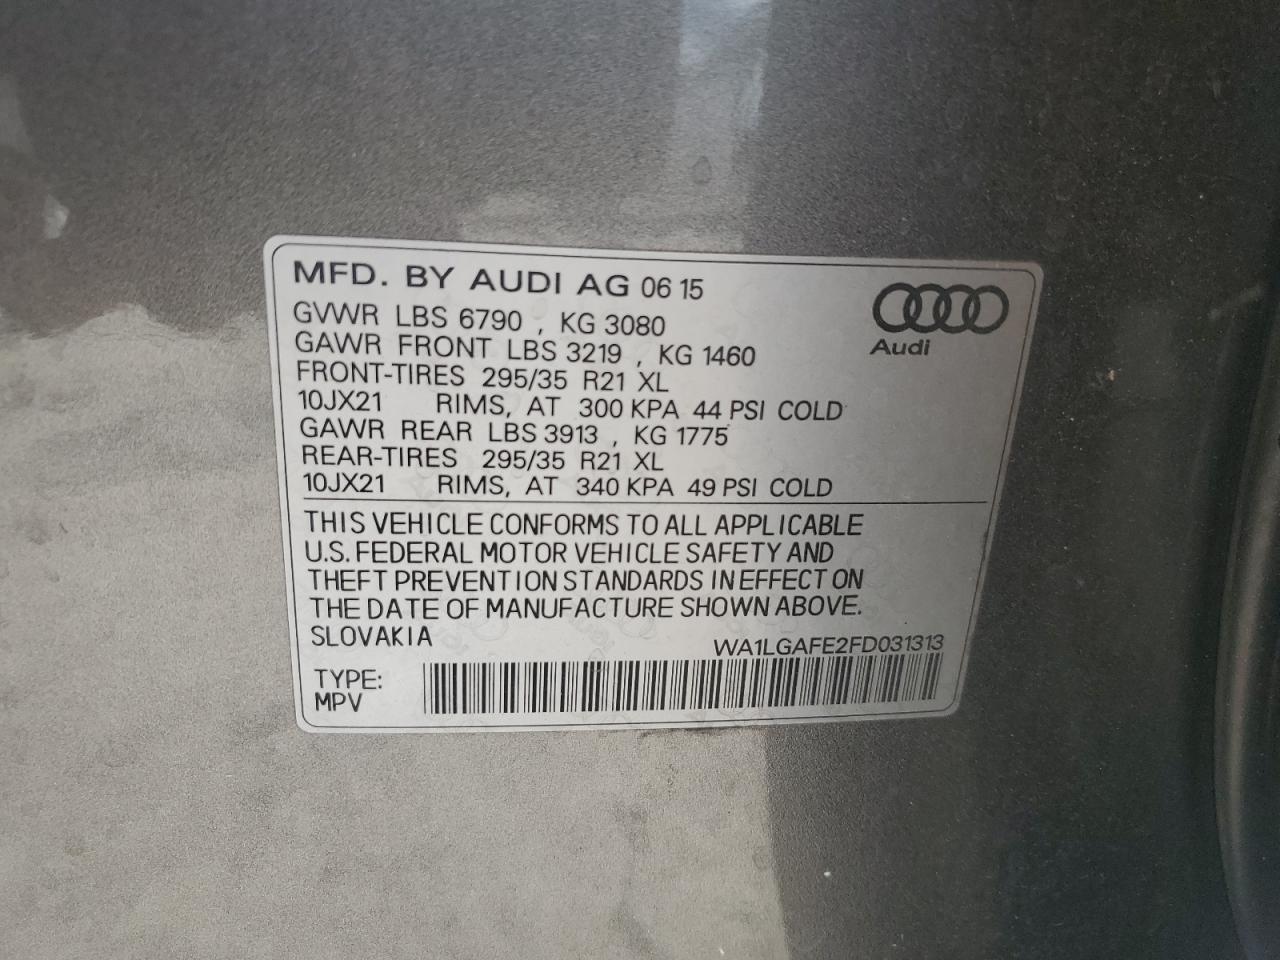 MFD. BY AUDI AG 06 15
Audi
GVWR LBS 6790 , KG 3080
GAWR FRONT LBS 3219 , KG 1460
FRONT-TIRES 295/35 R21 XL
10JX21 RIMS, AT 300 KPA 44 PSI COLD
GAWR REAR LBS 3913 , KG 1775
REAR-TIRES 295/35 R21 XL
10JX21 RIMS, AT 340 KPA 49 PSI COLD
THIS VEHICLE CONFORMS TO ALL APPLICABLE
U.S. FEDERAL MOTOR VEHICLE SAFETY AND
THEFT PREVENTION STANDARDS IN EFFECT ON
THE DATE OF MANUFACTURE SHOWN ABOVE.
SLOVAKIA
WA1LGAFE2FD031313
TYPE:
MPV